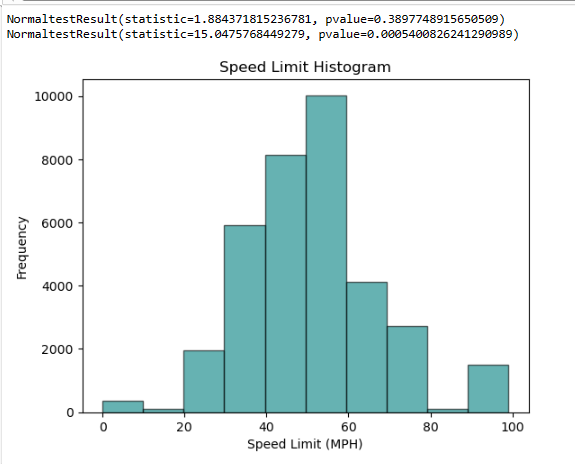 NormaltestResult(statistic=1.884371815236781, pvalue=0.3897748915650509)
NormaltestResult(statistic=15.0475768449279, pvalue=0.0005400826241290989)
Speed Limit Histogram
10000
8000
6000
4000
2000
0
Frequency
0 20 40 60 80 100
Speed Limit (MPH)